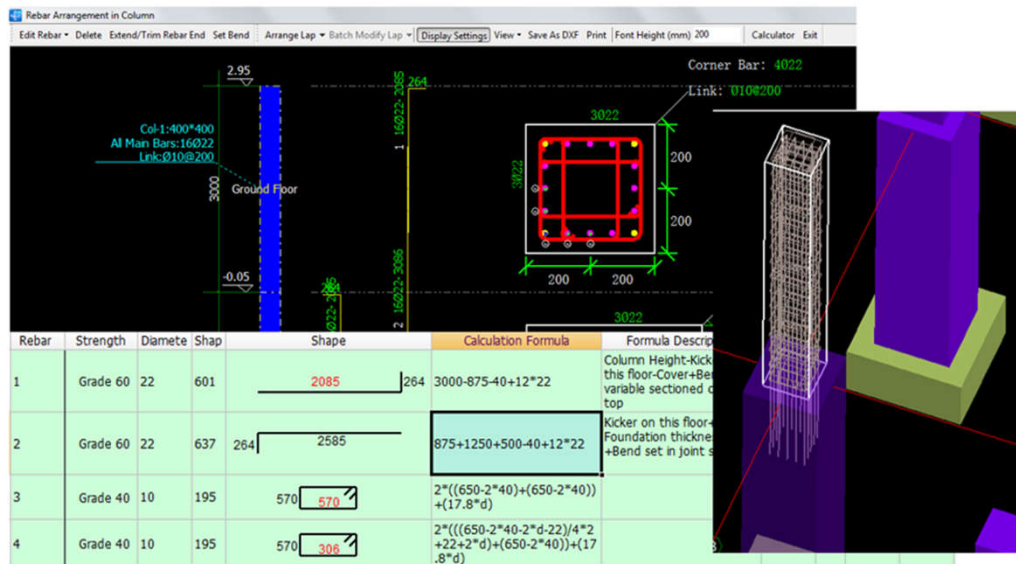 Rebar Arrangement in Column
Edit Rebar Delete Extend/Trim Rebar End Set Bend Arrange Lap Batch Modify Lap Display Settings View Save As DXF Print Font Height (mm) 200 Calculator Exit
2.95
Col-1:400*400
All Main Bars:16Ø22
Link:Ø10@200
3000
Ground Floor
-0.05
1 16Ø22- 2085
264
2 16Ø22- 3086
16Ø22-
264
Corner Bar: 4Ø22
Link: Ø10@200
3Ø22
3Ø22
200
200
200 200
3Ø22
Rebar Strength Diamete Shap Shape Calculation Formula Formula Descrip
1 Grade 60 22 601 2085 264 3000-875-40+12*22
Column Height-Kick
this floor-Cover+Ben
variable sectioned c
top
2 Grade 60 22 637 264 2585 875+1250+500-40+12*22
Kicker on this floor+
Foundation thickne
+Bend set in joint s
3 Grade 40 10 195 570 570 2*((650-2*40)+(650-2*40))
+(17.8*d)
4 Grade 40 10 195 570 306 2*(((650-2*40-2*d-22)/4*2
+22+2*d)+(650-2*40))+(17
.8*d)